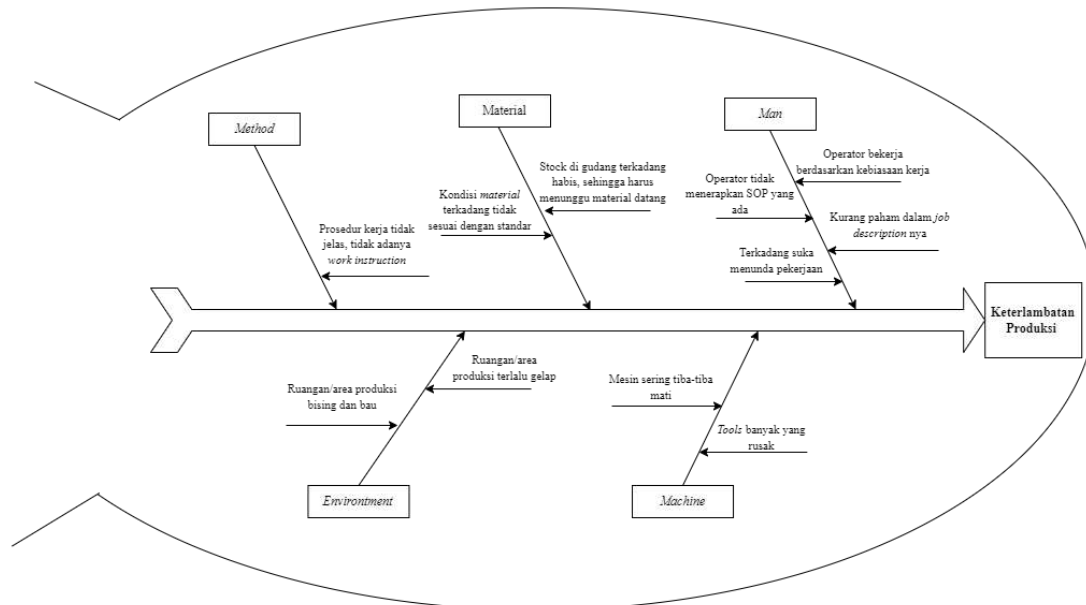 Method
Material
Man
Prosedur kerja tidak
jelas, tidak adanya
work instruction
Kondisi material
terkadang tidak
sesuai dengan standar
Stock di gudang terkadang
habis, sehingga harus
menunggu material datang
Operator bekerja
berdasarkan kebiasaan kerja
Operator tidak
menerapkan SOP yang
ada
Kurang paham dalam job
description nya
Terkadang suka
menunda pekerjaan
Keterlambatan
Produksi
Ruangan/area produksi
bising dan bau
Ruangan/area
produksi terlalu gelap
Mesin sering tiba-tiba
mati
Tools banyak yang
rusak
Environtment
Machine